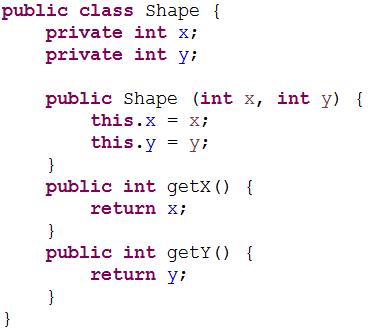 public class Shape {
    private int x;
    private int y;

    public Shape (int x, int y) {
        this.x = x;
        this.y = y;
    }
    public int getX() {
        return x;
    }
    public int getY() {
        return y;
    }
}